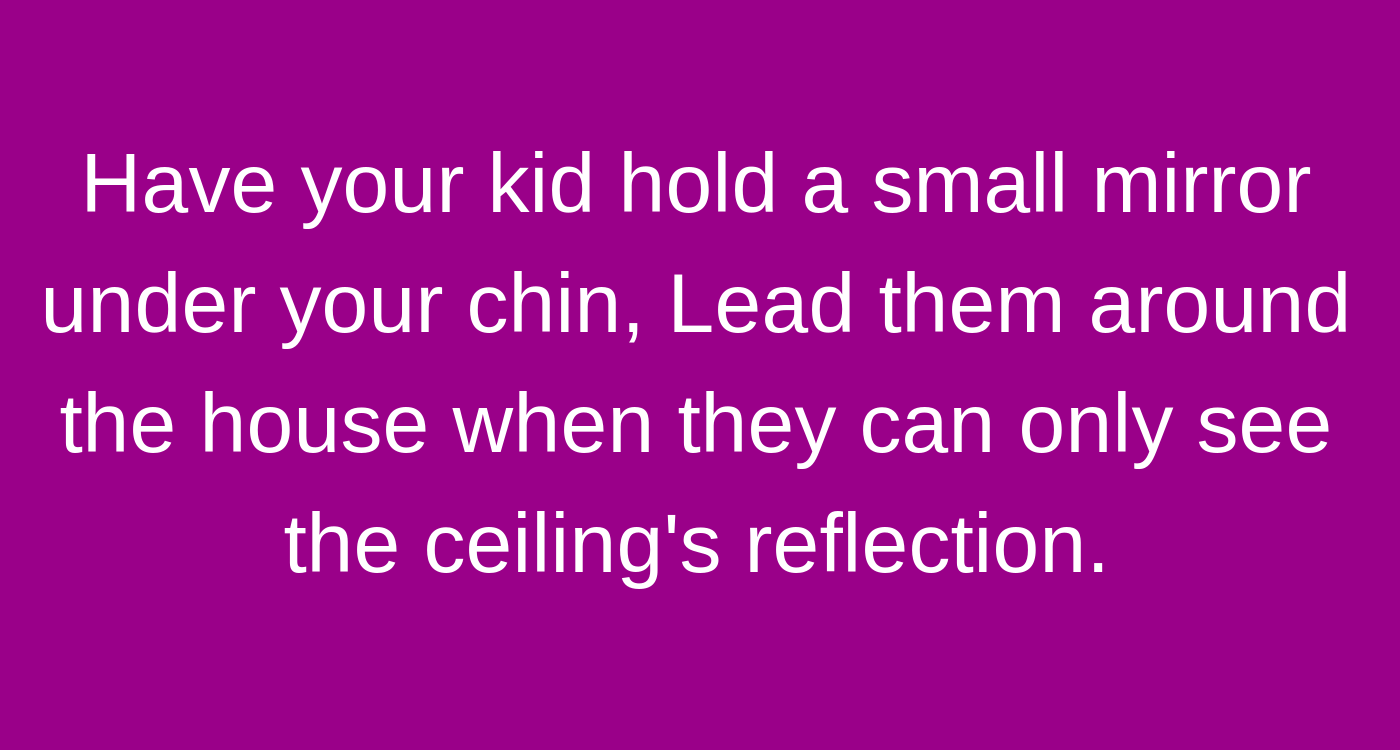 Have your kid hold a small mirror
under your chin, Lead them around
the house when they can only see
the ceiling's reflection.